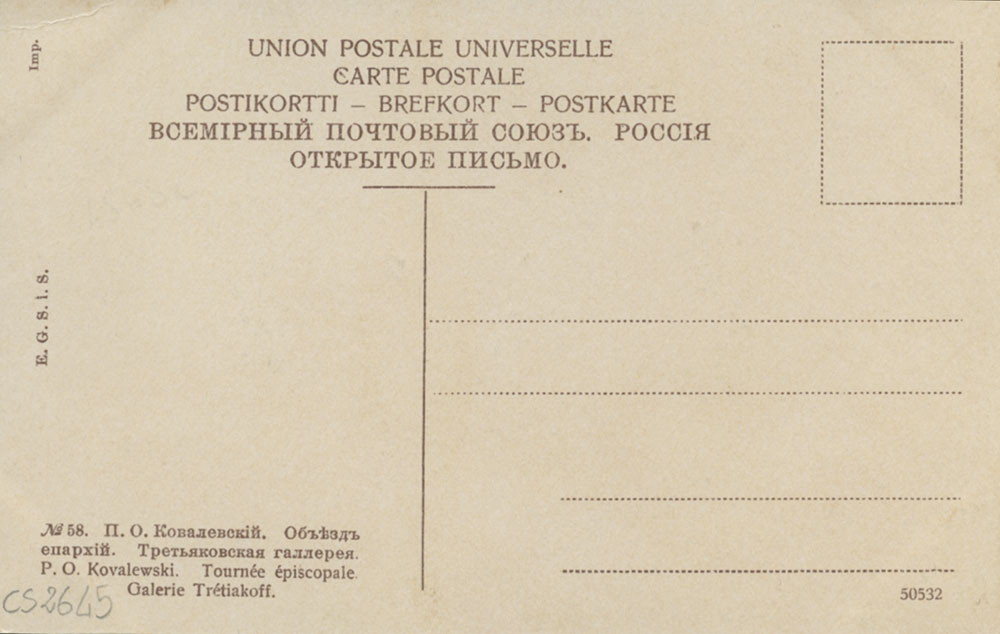 Imp.
UNION POSTALE UNIVERSELLE
CARTE POSTALE
POSTIKORTTI – BREFKORT – POSTKARTE
ВСЕМІРНЫЙ ПОЧТОВЫЙ СОЮЗЪ. РОССІЯ
ОТКРЫТОЕ ПИСЬМО.
E. G. S. i. S.
№ 58. П. О. Ковалевскій. Объѣздъ
епархій. Третьяковская галлерея.
P. O. Kovalewski. Tournée épiscopale.
Galerie Trétiakoff.
CS2645
50532